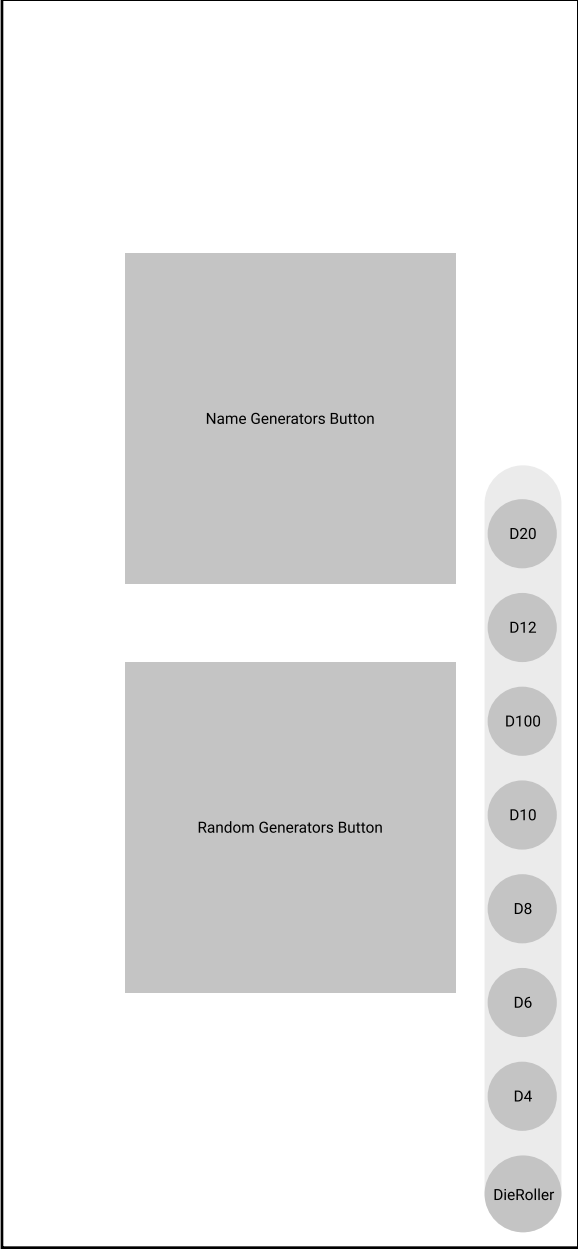 Name Generators Button
D20
D12
D100
Random Generators Button
D10
D8
D6
D4
DieRoller